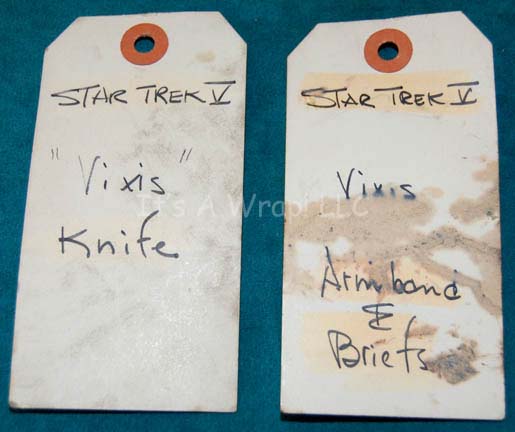 STAR TREK V
"Vixis"
It's A Wrap! LLC
Knife
STAR TREK V
Vixis
Armband
&
Briefs